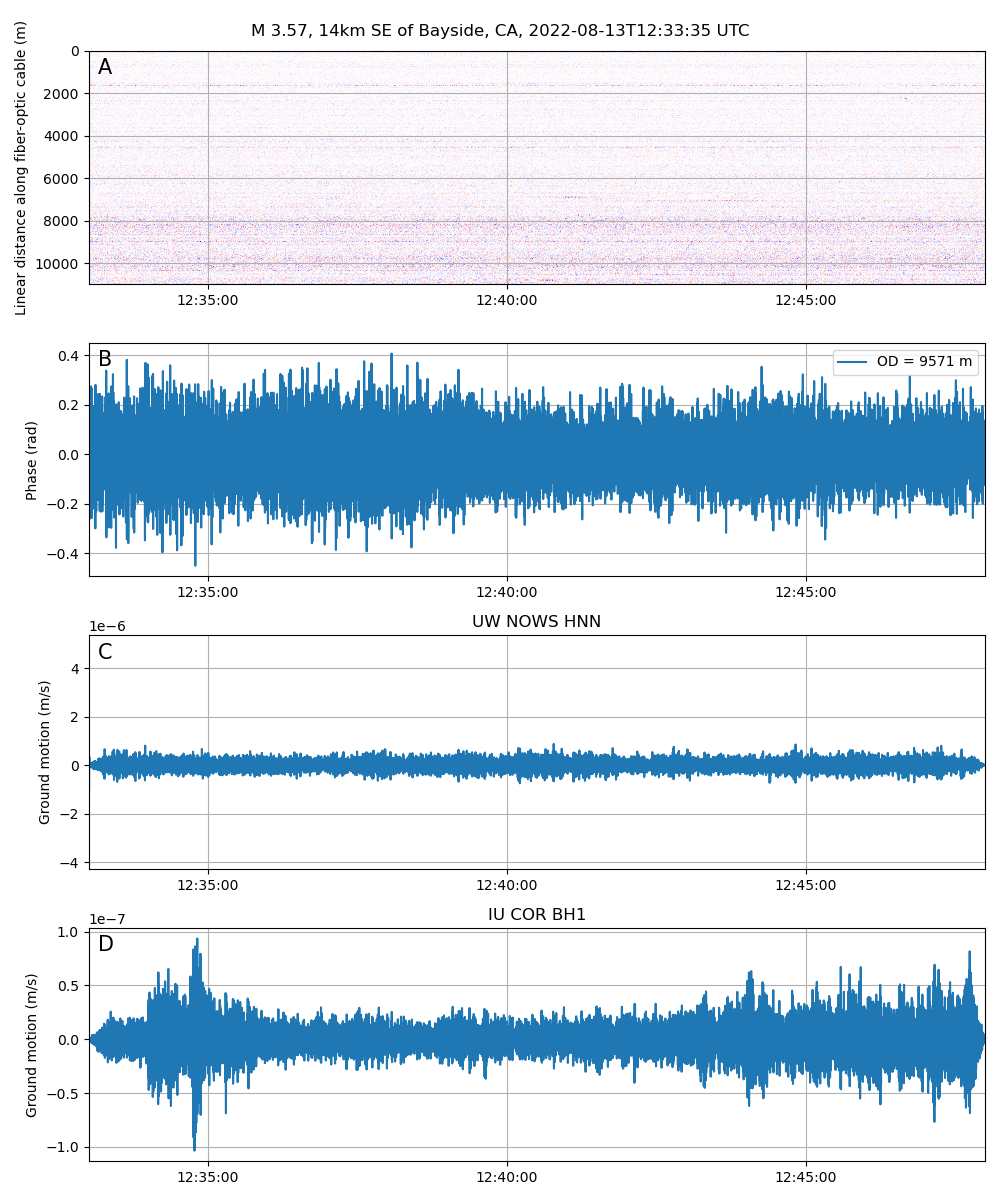 M 3.57, 14km SE of Bayside, CA, 2022-08-13T12:33:35 UTC
A
Linear distance along fiber-optic cable (m)
0
2000
4000
6000
8000
10000
12:35:00 12:40:00 12:45:00
B
OD = 9571 m
Phase (rad)
0.4
0.2
0.0
−0.2
−0.4
12:35:00 12:40:00 12:45:00
UW NOWS HNN
1e−6
C
Ground motion (m/s)
4
2
0
−2
−4
12:35:00 12:40:00 12:45:00
IU COR BH1
1e−7
D
Ground motion (m/s)
1.0
0.5
0.0
−0.5
−1.0
12:35:00 12:40:00 12:45:00